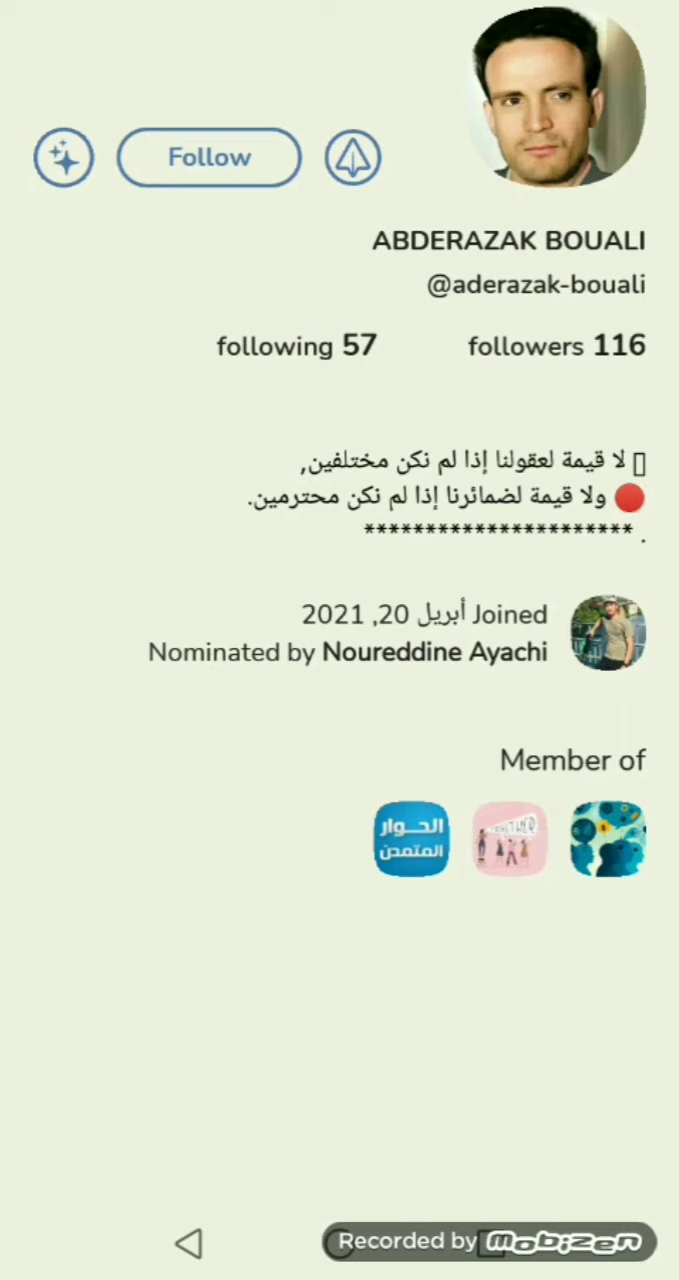 Follow
ABDERAZAK BOUALI
@aderazak-bouali
following 57
followers 116
لا قيمة لعقولنا إذا لم نكن مختلفين,
🔴 ولا قيمة لضمائرنا إذا لم نكن محترمين.
. **********************
Joined أبريل 20, 2021
Nominated by Noureddine Ayachi
Member of
الحـوار
المتمدن
Recorded by mobizen